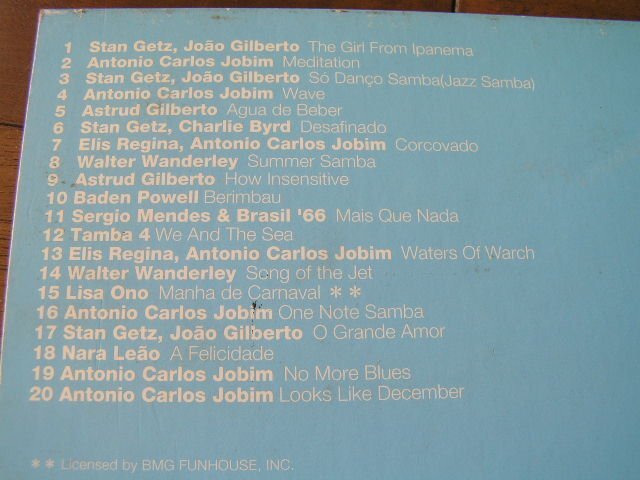 1 Stan Getz, João Gilberto The Girl From Ipanema
2 Antonio Carlos Jobim Meditation
3 Stan Getz, João Gilberto Só Danço Samba(Jazz Samba)
4 Antonio Carlos Jobim Wave
5 Astrud Gilberto Agua de Beber
6 Stan Getz, Charlie Byrd Desafinado
7 Elis Regina, Antonio Carlos Jobim Corcovado
8 Walter Wanderley Summer Samba
9 Astrud Gilberto How Insensitive
10 Baden Powell Berimbau
11 Sergio Mendes & Brasil '66 Mais Que Nada
12 Tamba 4 We And The Sea
13 Elis Regina, Antonio Carlos Jobim Waters Of Warch
14 Walter Wanderley Song of the Jet
15 Lisa Ono Manha de Carnaval ＊＊
16 Antonio Carlos Jobim One Note Samba
17 Stan Getz, João Gilberto O Grande Amor
18 Nara Leão A Felicidade
19 Antonio Carlos Jobim No More Blues
20 Antonio Carlos Jobim Looks Like December
＊＊ Licensed by BMG FUNHOUSE, INC.